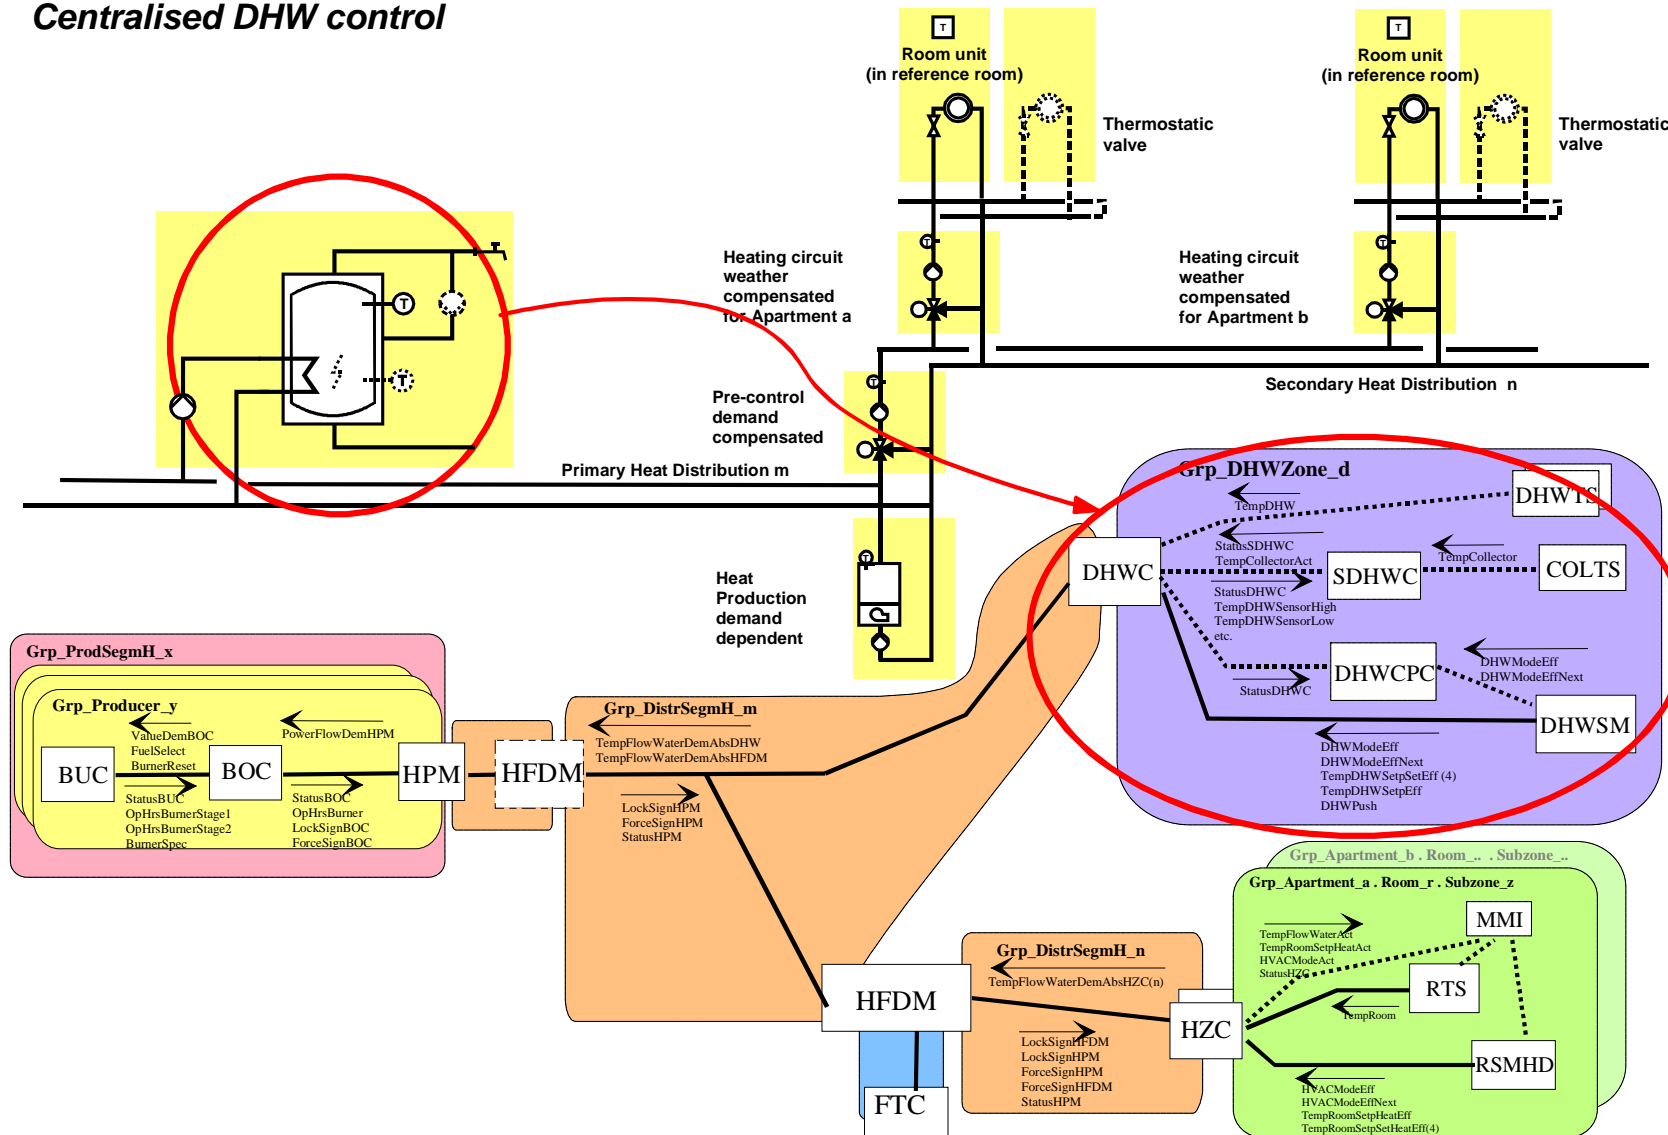 Centralised DHW control
T
Room unit
(in reference room)
Thermostatic
valve
T
Room unit
(in reference room)
Thermostatic
valve
T
T
Heating circuit
weather
compensated
for Apartment a
T
Heating circuit
weather
compensated
for Apartment b
T
Secondary Heat Distribution n
T
Pre-control
demand
compensated
Primary Heat Distribution m
T
Heat
Production
demand
dependent
Grp_DHWZone_d
DHWTS
TempDHW
DHWC
StatusSDHWC
TempCollectorAct
SDHWC
TempCollector
COLTS
StatusDHWC
TempDHWSensorHigh
TempDHWSensorLow
etc.
DHWCPC
StatusDHWC
DHWModeEff
DHWModeEffNext
DHWSM
DHWModeEff
DHWModeEffNext
TempDHWSetpSetEff (4)
TempDHWSetpEff
DHWPush
Grp_ProdSegmH_x
Grp_Producer_y
ValueDemBOC
FuelSelect
BurnerReset
PowerFlowDemHPM
BUC
BOC
HPM
StatusBUC
OpHrsBurnerStage1
OpHrsBurnerStage2
BurnerSpec
StatusBOC
OpHrsBurner
LockSignBOC
ForceSignBOC
HFDM
Grp_DistrSegmH_m
TempFlowWaterDemAbsDHW
TempFlowWaterDemAbsHFDM
LockSignHPM
ForceSignHPM
StatusHPM
HFDM
FTC
Grp_DistrSegmH_n
TempFlowWaterDemAbsHZC(n)
LockSignHFDM
LockSignHPM
ForceSignHPM
ForceSignHFDM
StatusHPM
HZC
Grp_Apartment_b . Room_.. . Subzone_..
Grp_Apartment_a . Room_r . Subzone_z
TempFlowWaterAct
TempRoomSetpHeatAct
HVACModeAct
StatusHZC
MMI
RTS
TempRoom
RSMHD
HVACModeEff
HVACModeEffNext
TempRoomSetpHeatEff
TempRoomSetpSetHeatEff(4)